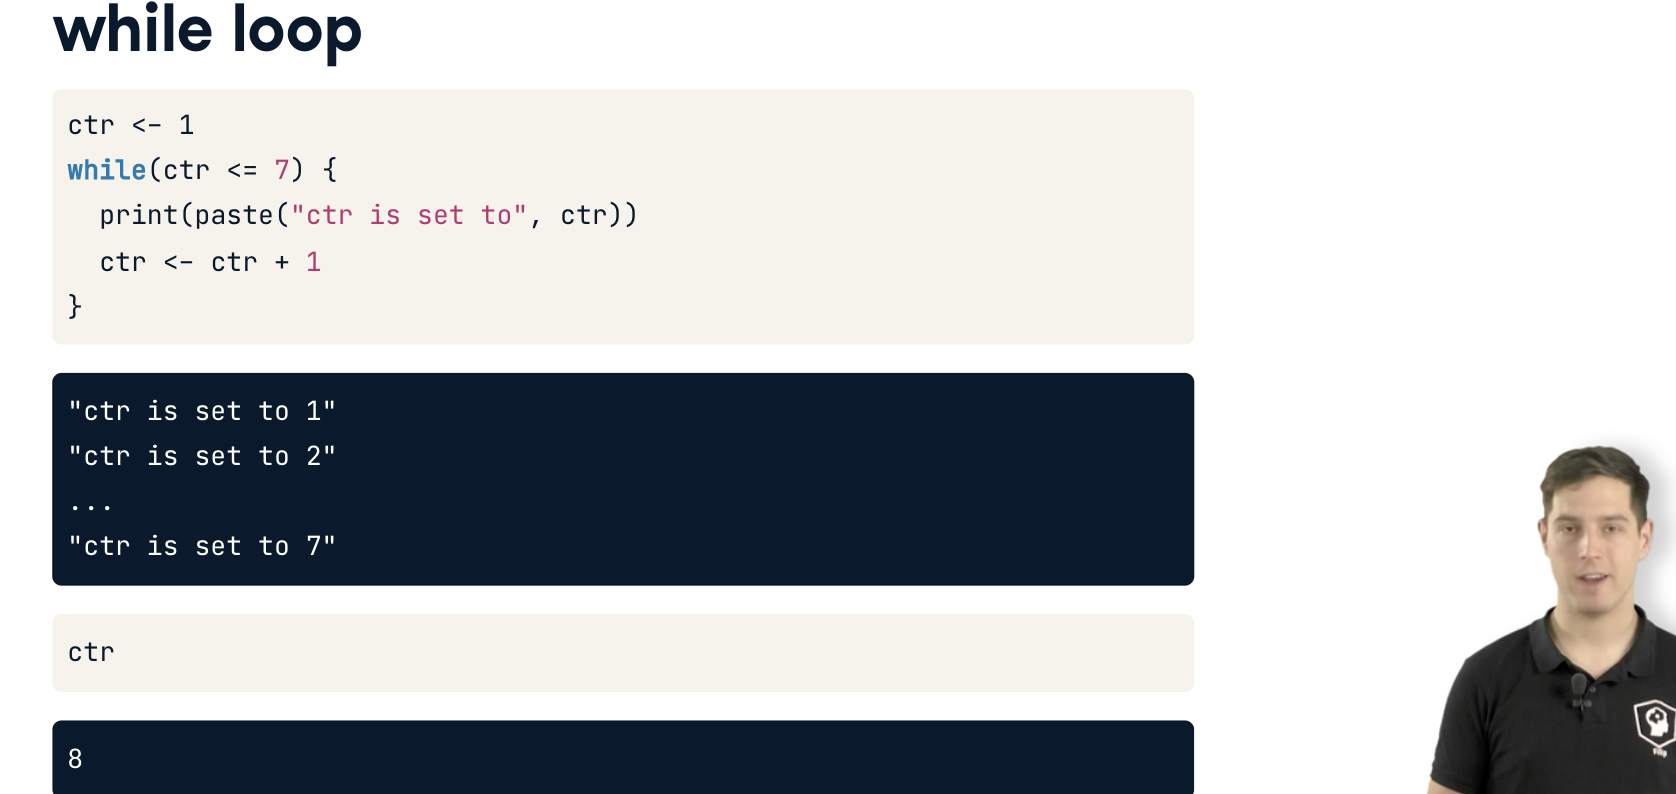 while loop
ctr <- 1
while(ctr <= 7) {
  print(paste("ctr is set to", ctr))
  ctr <- ctr + 1
}
"ctr is set to 1"
"ctr is set to 2"
...
"ctr is set to 7"
ctr
8
Filip